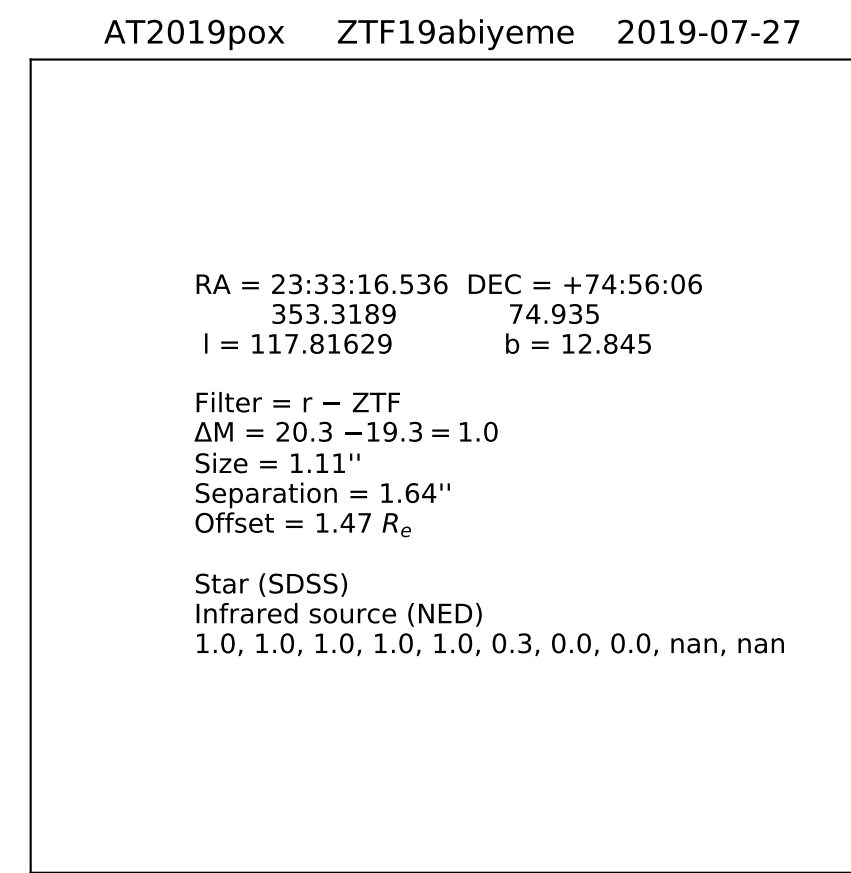 AT2019pox ZTF19abiyeme 2019-07-27
RA = 23:33:16.536 DEC = +74:56:06
353.3189 74.935
l = 117.81629 b = 12.845
Filter = r − ZTF
ΔM = 20.3 −19.3 = 1.0
Size = 1.11''
Separation = 1.64''
Offset = 1.47 Rₑ
Star (SDSS)
Infrared source (NED)
1.0, 1.0, 1.0, 1.0, 1.0, 0.3, 0.0, 0.0, nan, nan